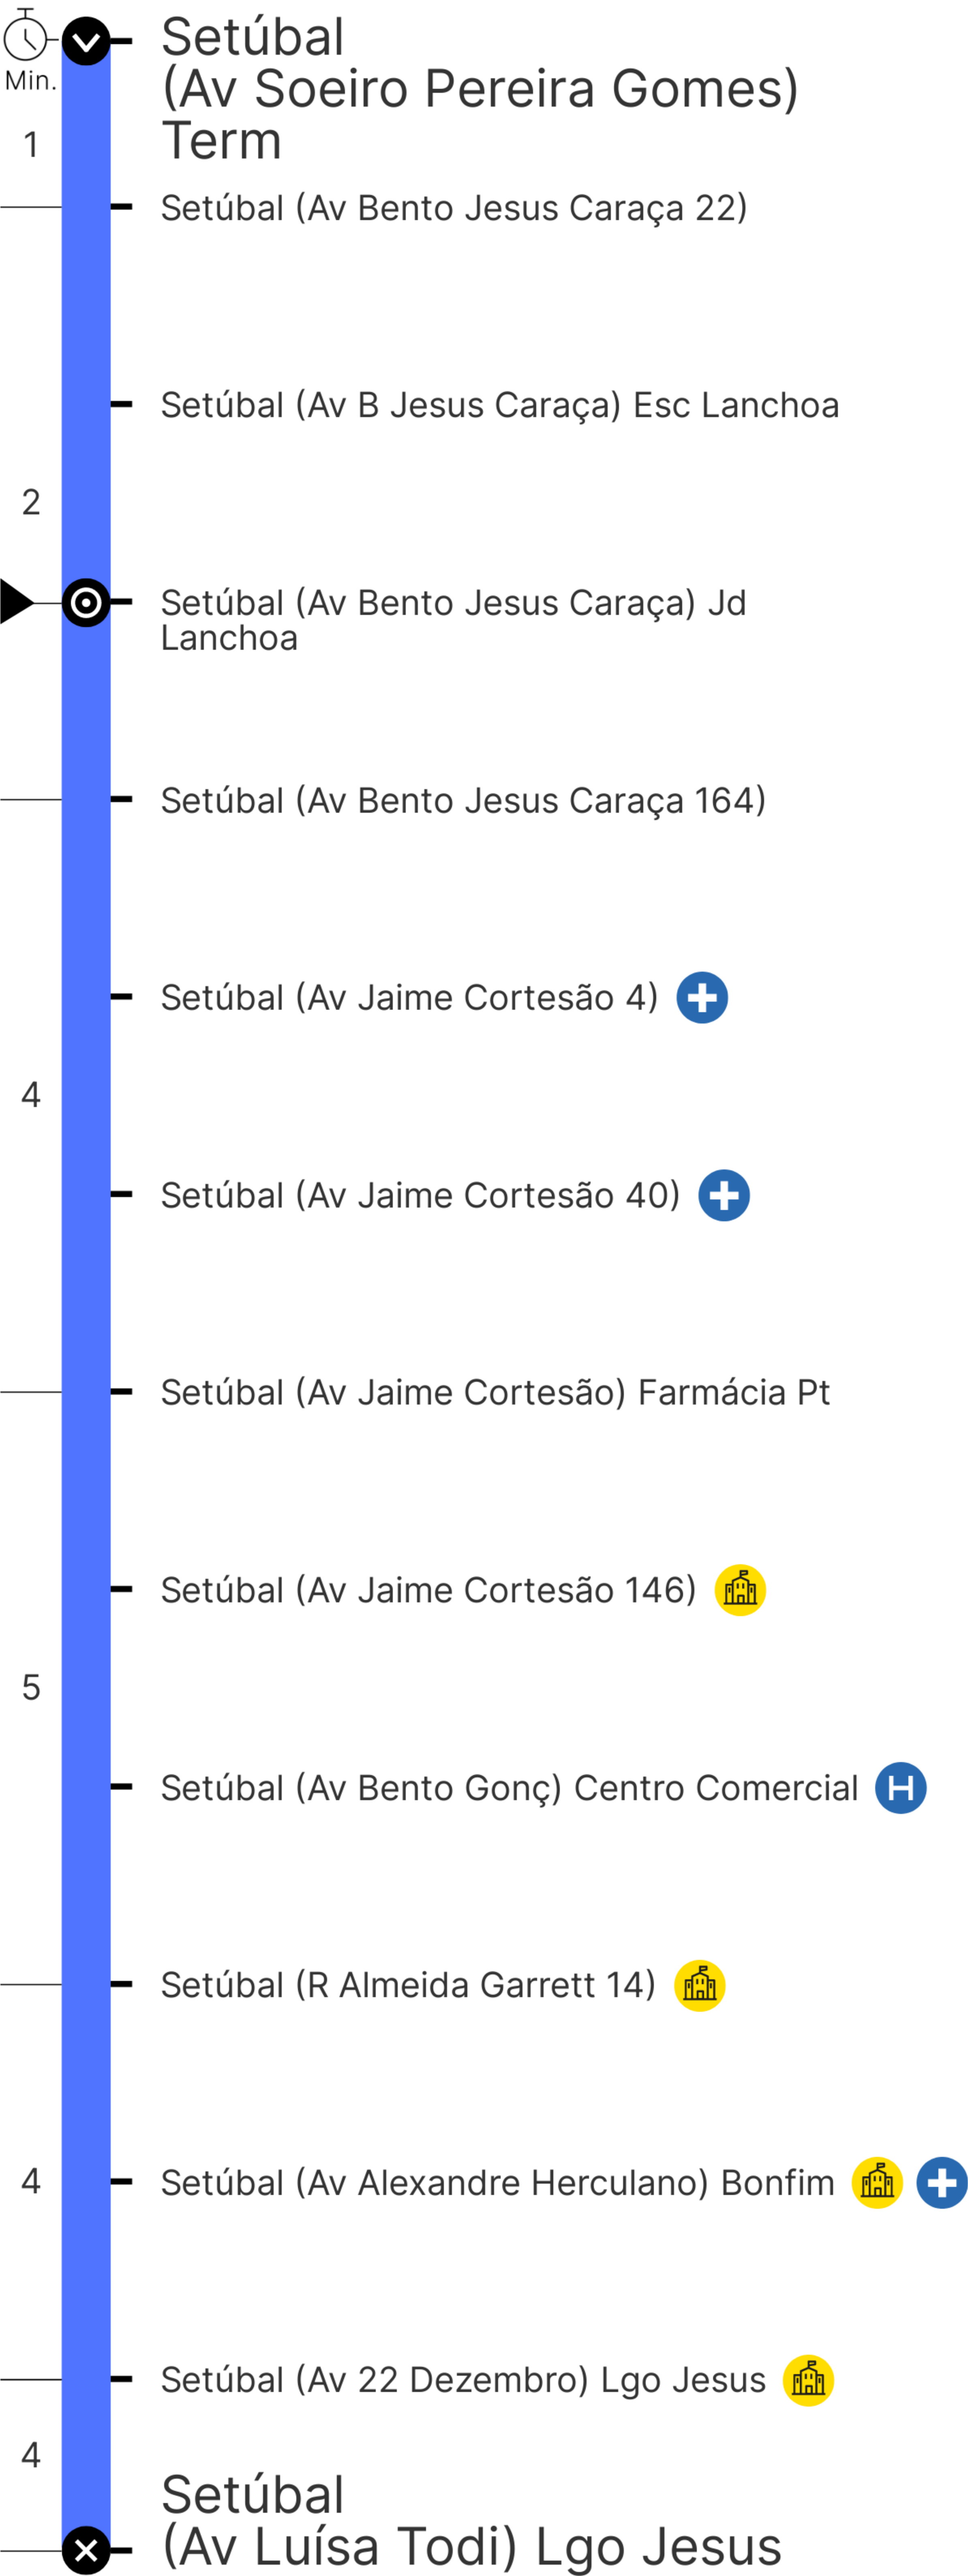 Setúbal
(Av Soeiro Pereira Gomes)
Term
Min.
1
Setúbal (Av Bento Jesus Caraça 22)
Setúbal (Av B Jesus Caraça) Esc Lanchoa
2
Setúbal (Av Bento Jesus Caraça) Jd
Lanchoa
Setúbal (Av Bento Jesus Caraça 164)
Setúbal (Av Jaime Cortesão 4)
4
Setúbal (Av Jaime Cortesão 40)
Setúbal (Av Jaime Cortesão) Farmácia Pt
Setúbal (Av Jaime Cortesão 146)
5
Setúbal (Av Bento Gonç) Centro Comercial H
Setúbal (R Almeida Garrett 14)
4 Setúbal (Av Alexandre Herculano) Bonfim
Setúbal (Av 22 Dezembro) Lgo Jesus
4
Setúbal
(Av Luísa Todi) Lgo Jesus